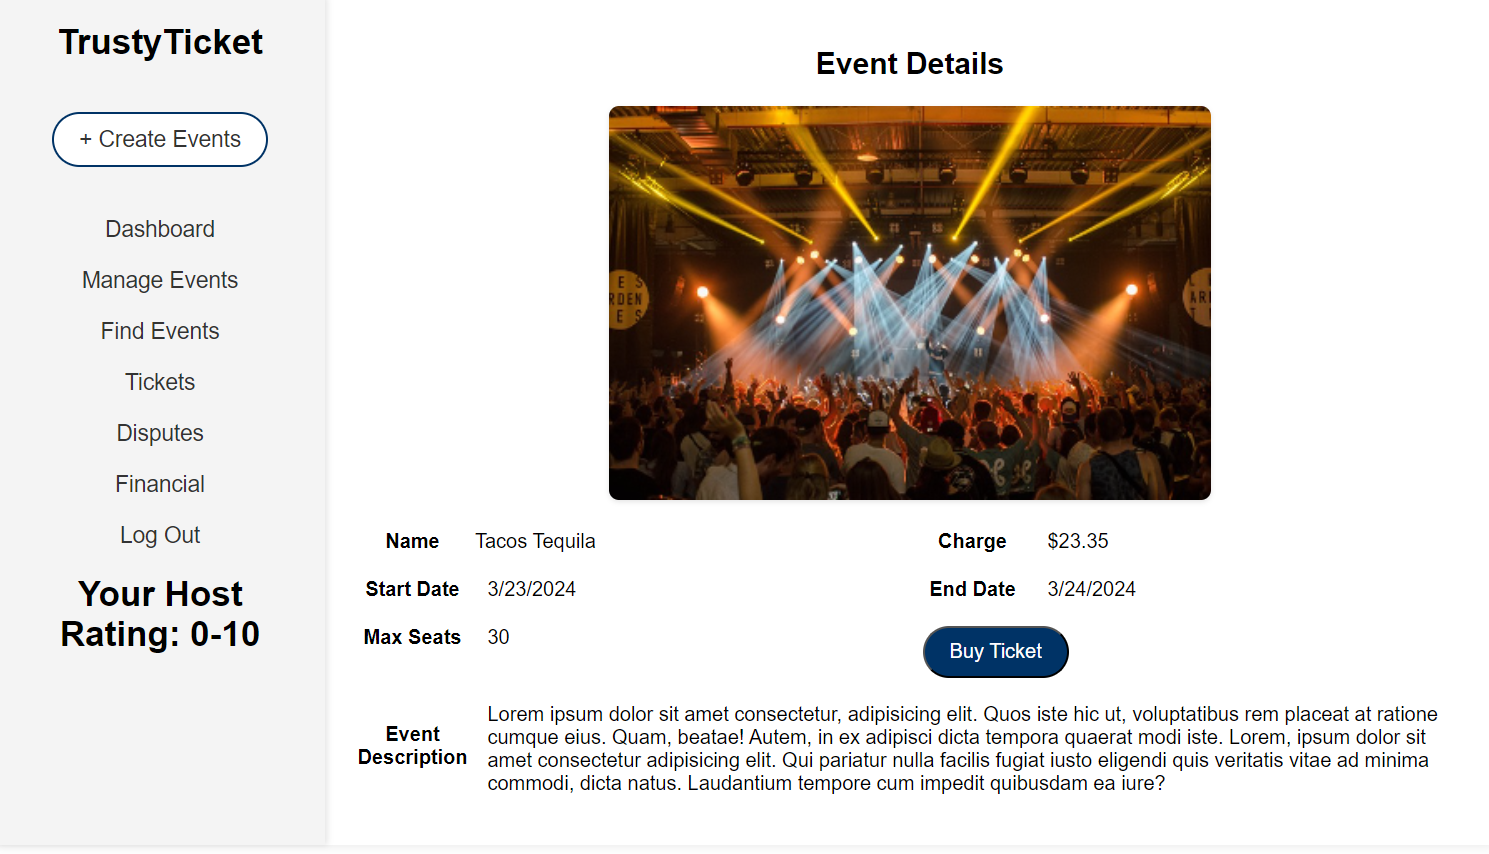 TrustyTicket
+ Create Events
Dashboard
Manage Events
Find Events
Tickets
Disputes
Financial
Log Out
Your Host
Rating: 0-10
Event Details
Name Tacos Tequila
Charge $23.35
Start Date 3/23/2024
End Date 3/24/2024
Max Seats 30
Buy Ticket
Event
Description
Lorem ipsum dolor sit amet consectetur, adipisicing elit. Quos iste hic ut, voluptatibus rem placeat at ratione
cumque eius. Quam, beatae! Autem, in ex adipisci dicta tempora quaerat modi iste. Lorem, ipsum dolor sit
amet consectetur adipisicing elit. Qui pariatur nulla facilis fugiat iusto eligendi quis veritatis vitae ad minima
commodi, dicta natus. Laudantium tempore cum impedit quibusdam ea iure?